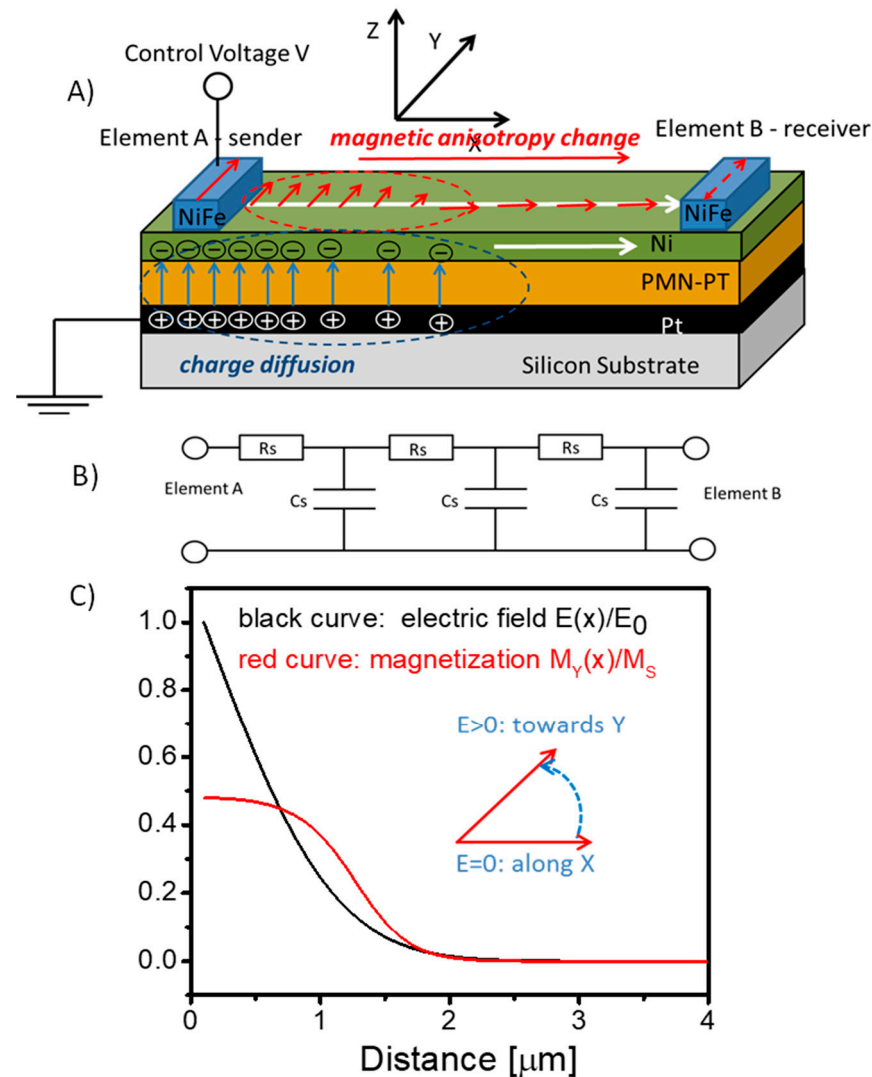 Z
Y
Control Voltage V
A)
Element A - sender
magnetic anisotropy change
X
Element B - receiver
NiFe
NiFe
Ni
PMN-PT
Pt
charge diffusion
Silicon Substrate
B)
Rs
Rs
Rs
Element A
Cs
Cs
Cs
Element B
C)
black curve: electric field E(x)/E0
red curve: magnetization MY(x)/MS
E>0: towards Y
E=0: along X
1.0
0.8
0.6
0.4
0.2
0.0
0
1
2
3
4
Distance [μm]